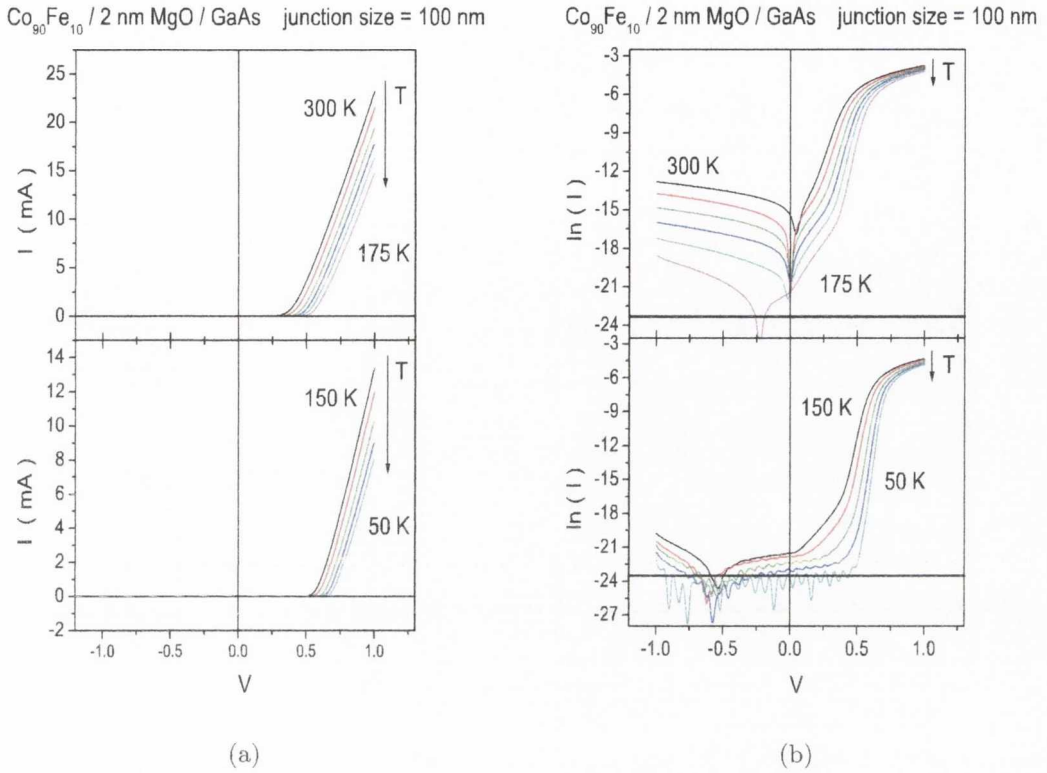 Co90Fe10 / 2 nm MgO / GaAs junction size = 100 nm
25
20
15
10
5
0
I ( mA )
300 K
T
175 K
14
12
10
8
6
4
2
0
-2
I ( mA )
150 K
T
50 K
-1.0 -0.5 0.0 0.5 1.0
V
(a)
Co90Fe10 / 2 nm MgO / GaAs junction size = 100 nm
-3
-6
-9
-12
-15
-18
-21
-24
ln ( I )
T
300 K
175 K
-3
-6
-9
-12
-15
-18
-21
-24
-27
ln ( I )
T
150 K
50 K
-1.0 -0.5 0.0 0.5 1.0
V
(b)